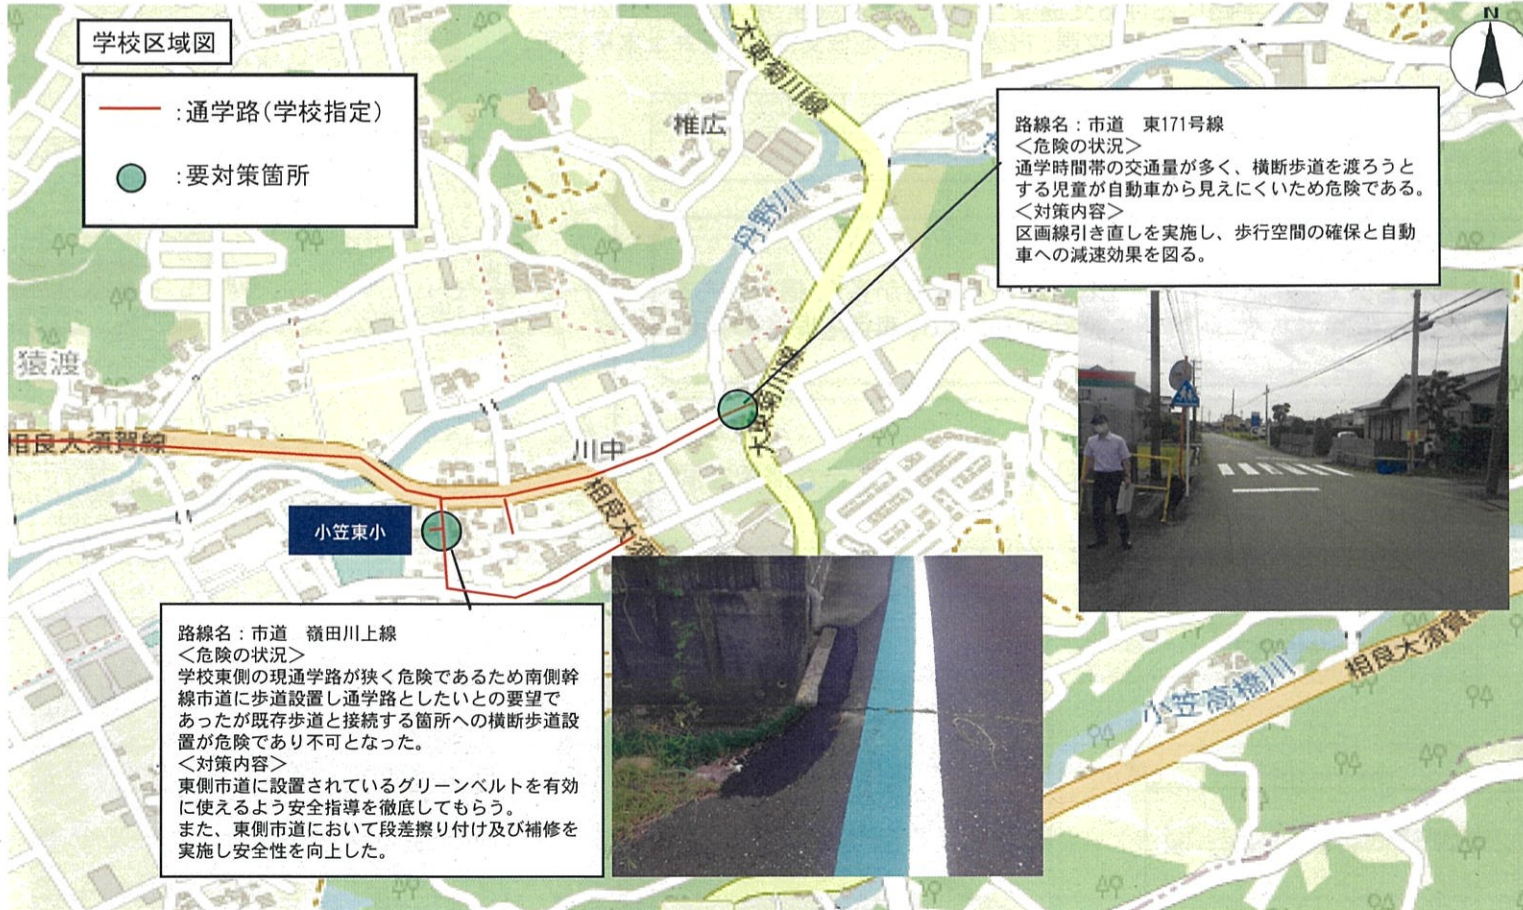 学校区域図
:通学路(学校指定)
:要対策箇所
N
大東菊川線
椎広
丹野川
路線名:市道 東171号線
<危険の状況>
通学時間帯の交通量が多く、横断歩道を渡ろうと
する児童が自動車から見えにくいため危険である。
<対策内容>
区画線引き直しを実施し、歩行空間の確保と自動
車への減速効果を図る。
猿渡
相良大須賀線
川中
相良大須
小笠東小
路線名:市道 嶺田川上線
<危険の状況>
学校東側の現通学路が狭く危険であるため南側幹
線市道に歩道設置し通学路としたいとの要望で
あったが既存歩道と接続する箇所への横断歩道設
置が危険であり不可となった。
<対策内容>
東側市道に設置されているグリーンベルトを有効
に使えるよう安全指導を徹底してもらう。
また、東側市道において段差擦り付け及び補修を
実施し安全性を向上した。
小笠高橋川
相良大須賀線